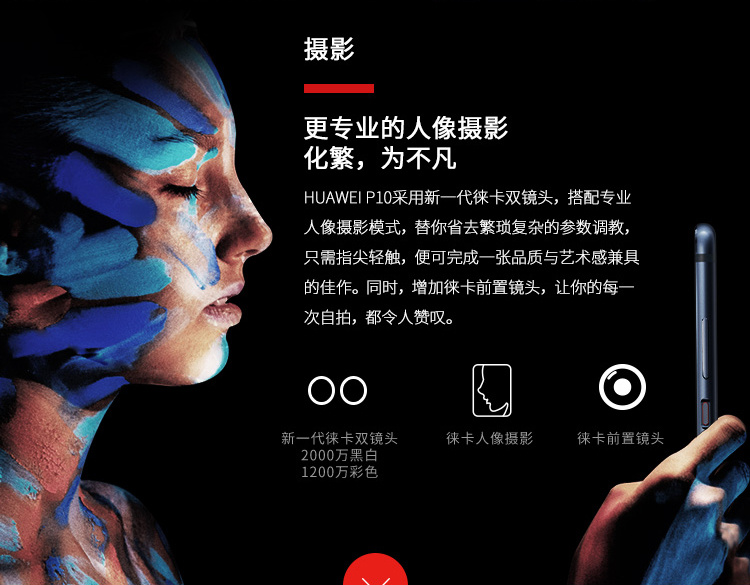 摄影
更专业的人像摄影
化繁，为不凡
HUAWEI P10采用新一代徕卡双镜头，搭配专业
人像摄影模式，替你省去繁琐复杂的参数调教，
只需指尖轻触，便可完成一张品质与艺术感兼具
的佳作。同时，增加徕卡前置镜头，让你的每一
次自拍，都令人赞叹。
新一代徕卡双镜头
2000万黑白
1200万彩色
徕卡人像摄影
徕卡前置镜头